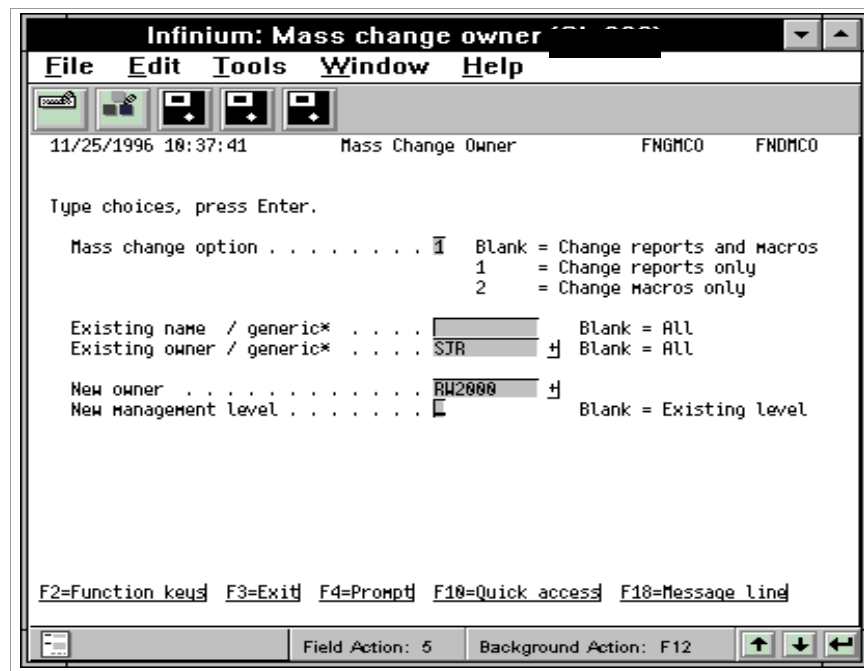 Infinium: Mass change owner
File Edit Tools Window Help
11/25/1996 10:37:41 Mass Change Owner FNGMCO FNDMCO
Type choices, press Enter.
Mass change option . . . . . . . . 1 Blank = Change reports and macros
1 = Change reports only
2 = Change macros only
Existing name / generic* . . . . Blank = All
Existing owner / generic* . . . . SJR + Blank = All
New owner . . . . . . . . . . . . RW2000 +
New management level . . . . . . . Blank = Existing level
F2=Function keys F3=Exit F4=Prompt F10=Quick access F18=Message line
Field Action: 5 Background Action: F12